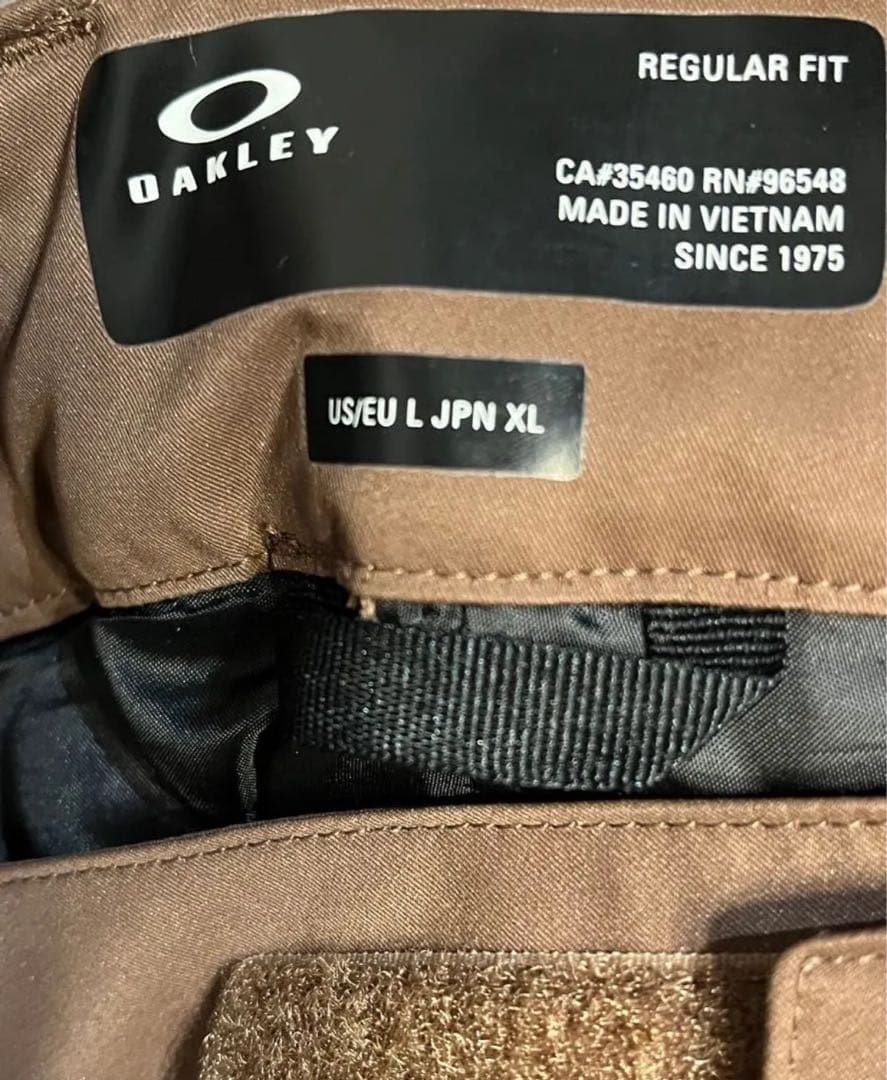 OAKLEY
REGULAR FIT
CA#35460 RN#96548
MADE IN VIETNAM
SINCE 1975
US/EU L JPN XL